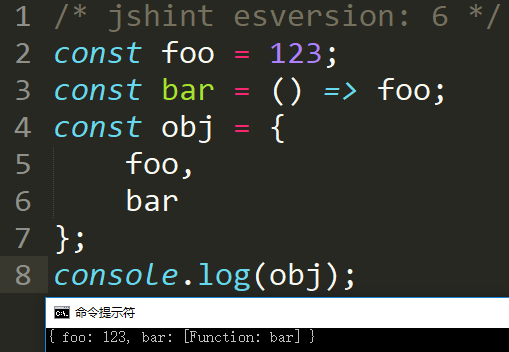 1 /* jshint esversion: 6 */
2 const foo = 123;
3 const bar = () => foo;
4 const obj = {
5     foo,
6     bar
7 };
8 console.log(obj);
C:\. 命令提示符
{ foo: 123, bar: [Function: bar] }